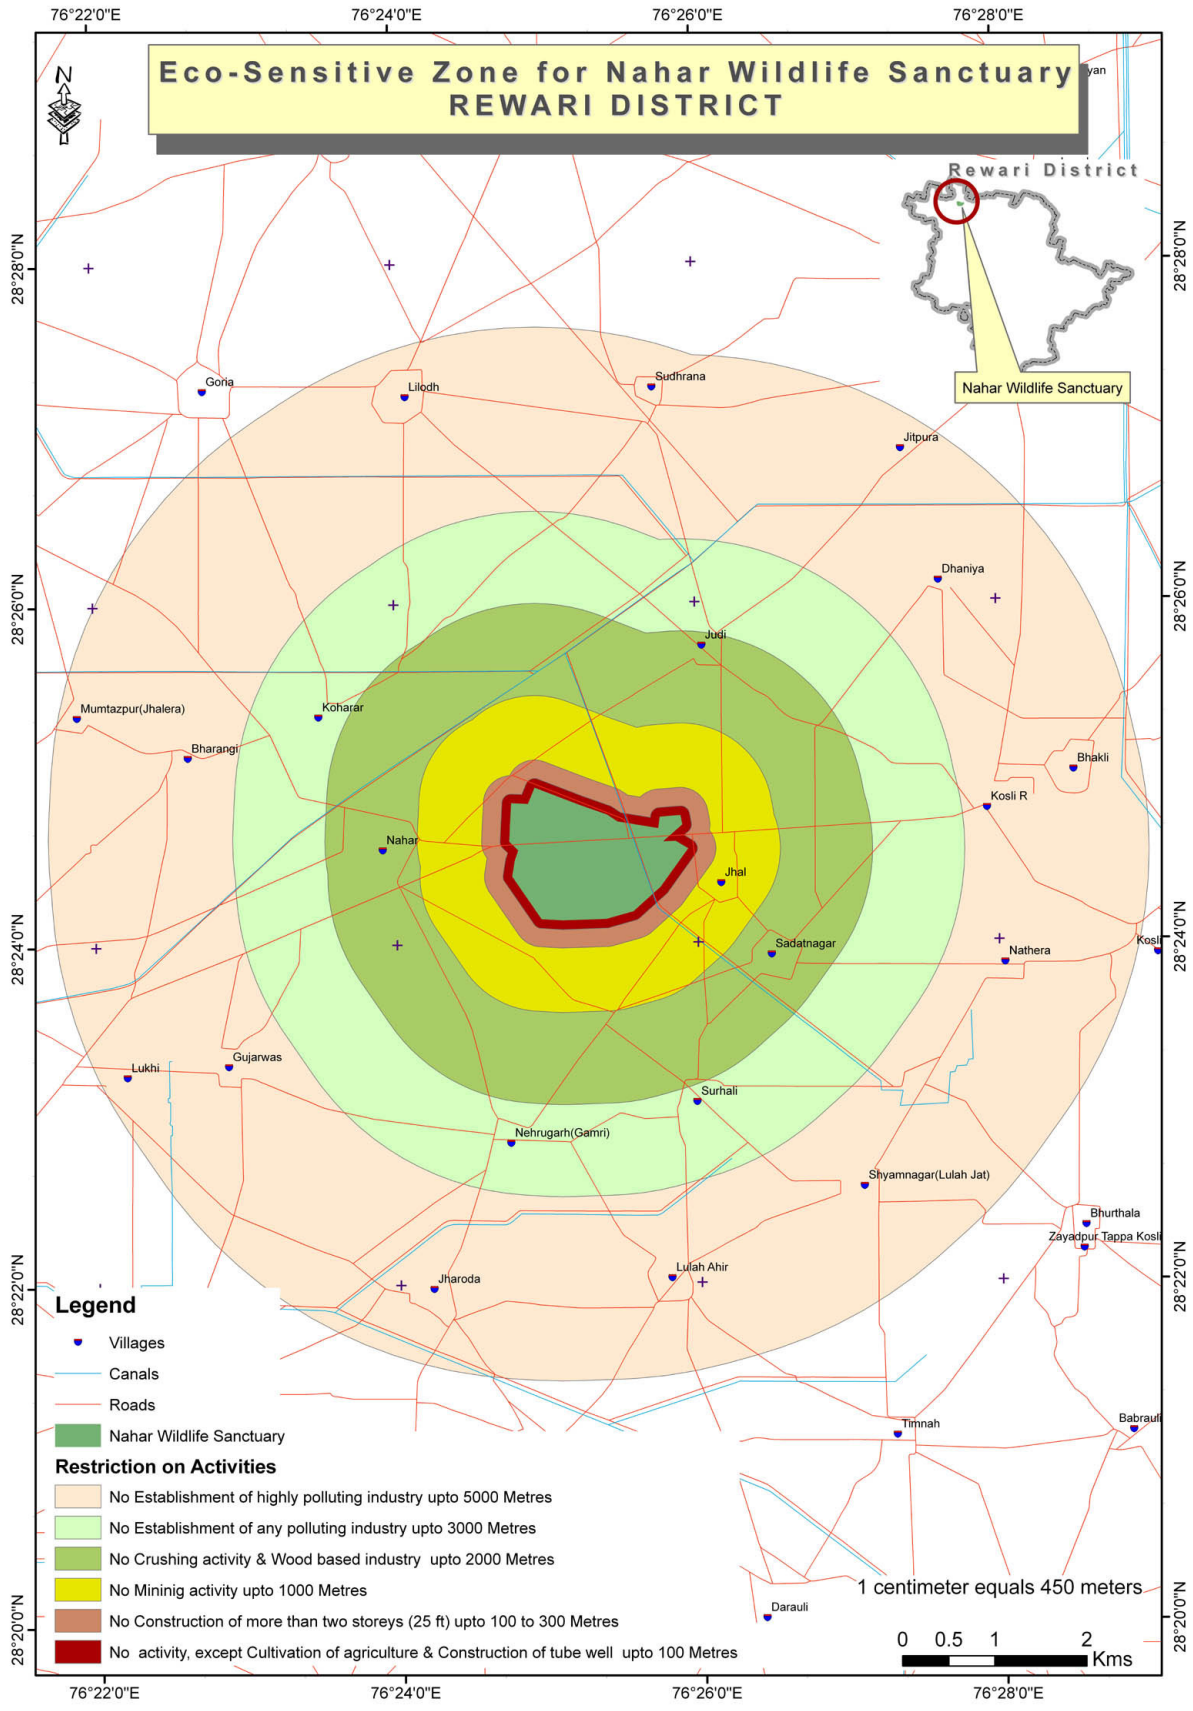 76°22'0"E 76°24'0"E 76°26'0"E 76°28'0"E
Eco-Sensitive Zone for Nahar Wildlife Sanctuary
REWARI DISTRICT
yan
N
Rewari District
28°28'0"N 28°28'0"N
Nahar Wildlife Sanctuary
Sudhrana
Goria
Lilodh
Jitpura
Dhaniya
28°26'0"N 28°26'0"N
Judi
Koharar
Mumtazpur(Jhalera)
Bharangi
Bhakli
Kosli R
Nahar
Jhal
Kosli
Sadatnagar
Nathera
28°24'0"N 28°24'0"N
Gujarwas
Lukhi
Surhali
Nehrugarh(Gamri)
Shyamnagar(Lulah Jat)
Bhurthala
Zayadpur Tappa Kosli
Lulah Ahir
Jharoda
28°22'0"N 28°22'0"N
Legend
Villages
Canals
Roads
Nahar Wildlife Sanctuary
Babrauli
Timnah
Restriction on Activities
No Establishment of highly polluting industry upto 5000 Metres
No Establishment of any polluting industry upto 3000 Metres
No Crushing activity & Wood based industry upto 2000 Metres
No Mininig activity upto 1000 Metres
No Construction of more than two storeys (25 ft) upto 100 to 300 Metres
No activity, except Cultivation of agriculture & Construction of tube well upto 100 Metres
1 centimeter equals 450 meters
Darauli
28°20'0"N 28°20'0"N
0 0.5 1 2
Kms
76°22'0"E 76°24'0"E 76°26'0"E 76°28'0"E